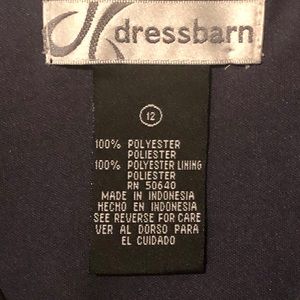 dressbarn
12
100% POLYESTER
POLIESTER
100% POLYESTER LINING
POLIESTER
RN 50640
MADE IN INDONESIA
HECHO EN INDONESIA
SEE REVERSE FOR CARE
VER AL DORSO PARA
EL CUIDADO